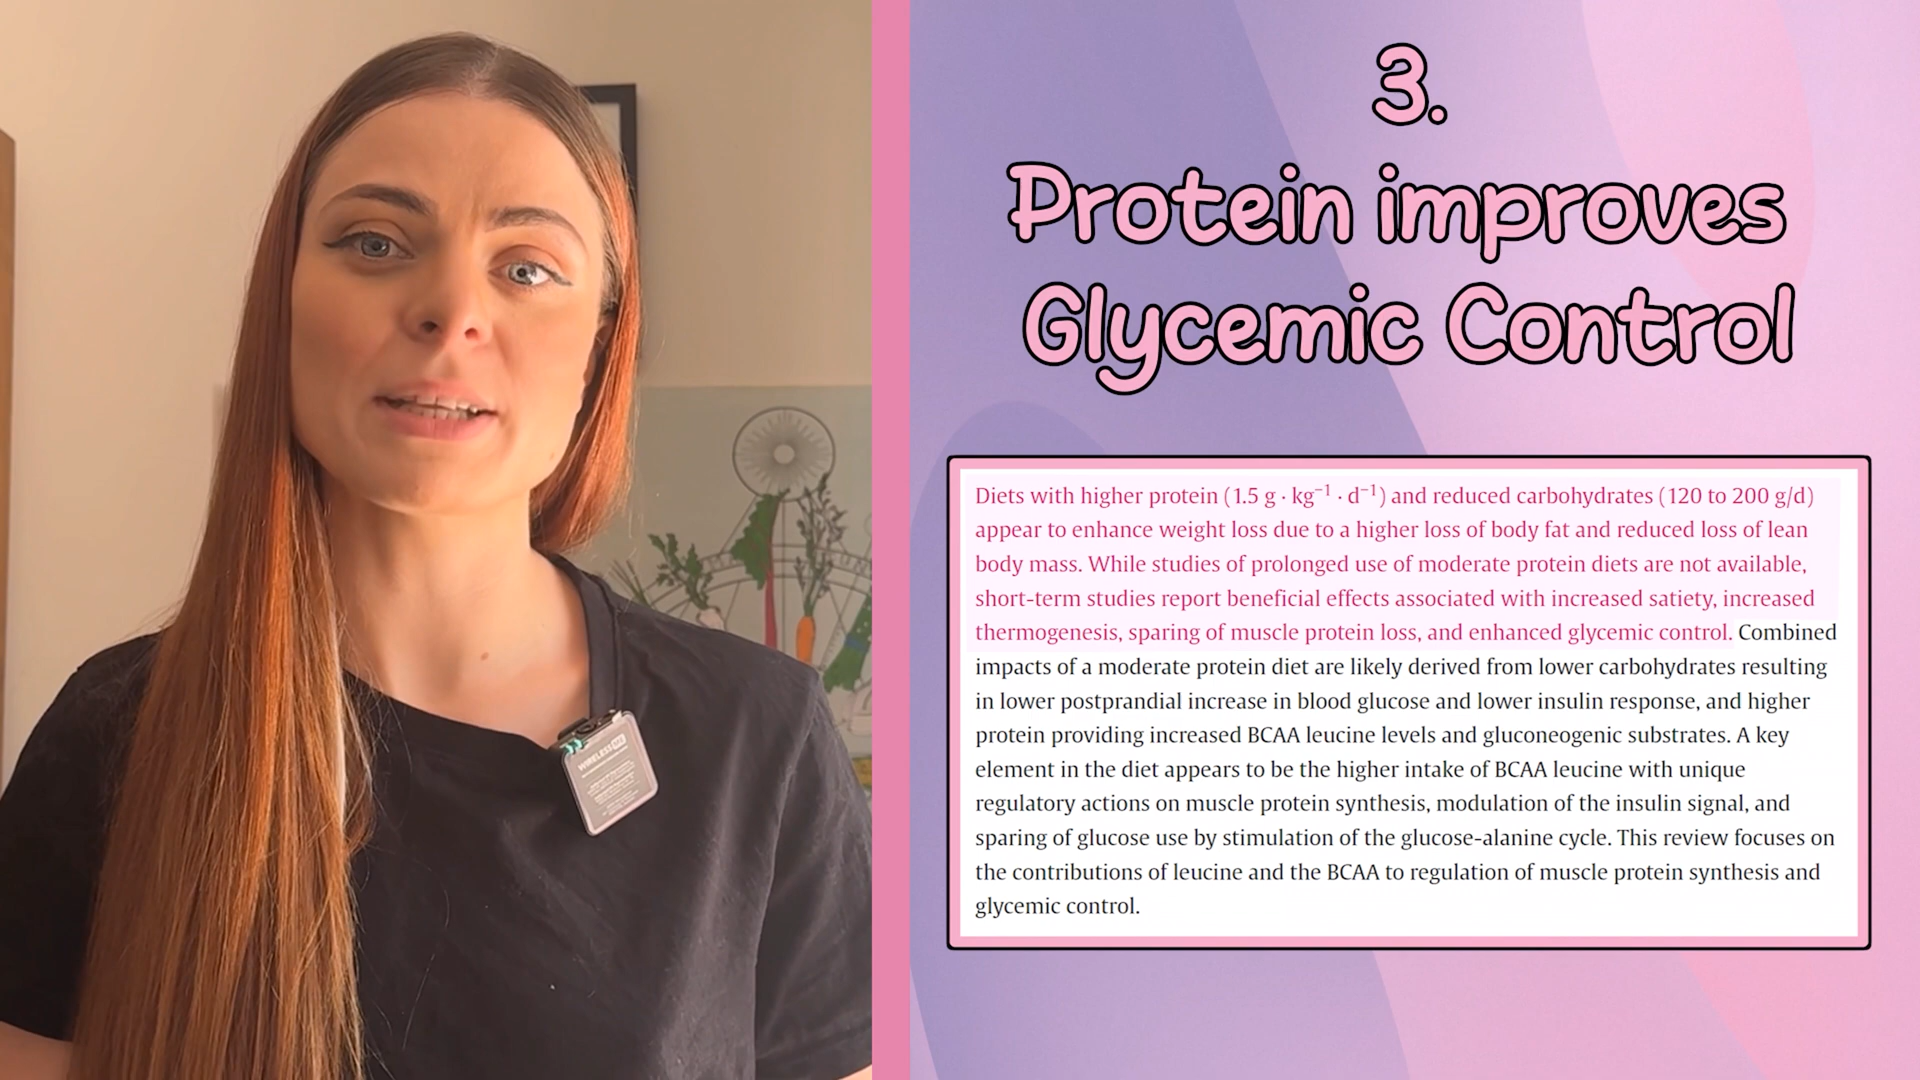 3.
Protein improves
Glycemic Control
Diets with higher protein (1.5 g · kg⁻¹ · d⁻¹) and reduced carbohydrates (120 to 200 g/d)
appear to enhance weight loss due to a higher loss of body fat and reduced loss of lean
body mass. While studies of prolonged use of moderate protein diets are not available,
short-term studies report beneficial effects associated with increased satiety, increased
thermogenesis, sparing of muscle protein loss, and enhanced glycemic control. Combined
impacts of a moderate protein diet are likely derived from lower carbohydrates resulting
in lower postprandial increase in blood glucose and lower insulin response, and higher
protein providing increased BCAA leucine levels and gluconeogenic substrates. A key
element in the diet appears to be the higher intake of BCAA leucine with unique
regulatory actions on muscle protein synthesis, modulation of the insulin signal, and
sparing of glucose use by stimulation of the glucose-alanine cycle. This review focuses on
the contributions of leucine and the BCAA to regulation of muscle protein synthesis and
glycemic control.
WIRELESS ME